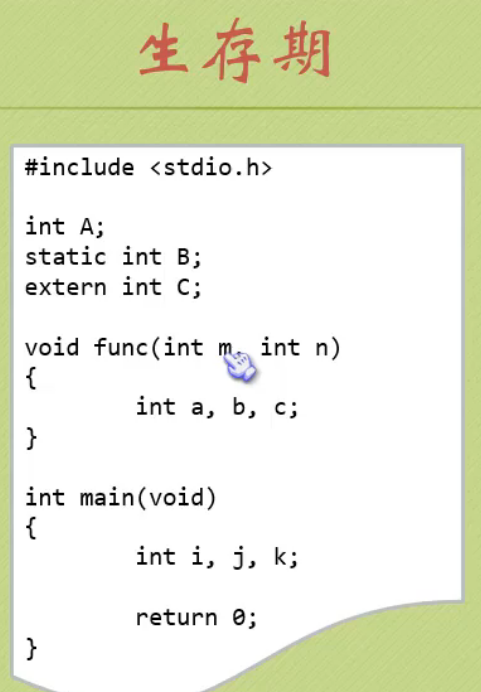 生存期
#include <stdio.h>
int A;
static int B;
extern int C;
void func(int m, int n)
{
int a, b, c;
}
int main(void)
{
int i, j, k;
return 0;
}